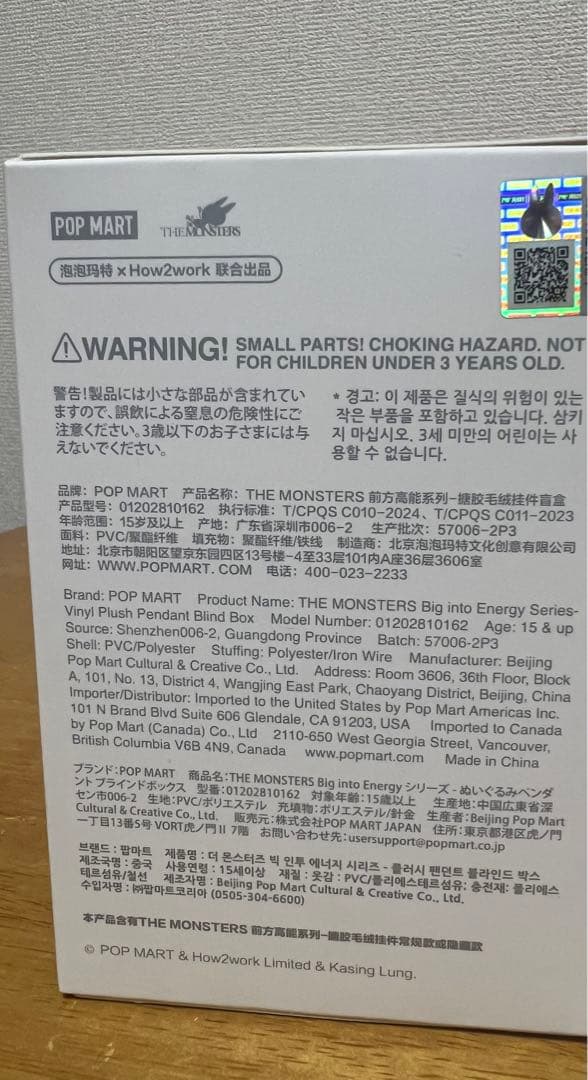 POP MART
THE MONSTERS
泡泡玛特×How2work 联合出品
POP MART
WARNING! SMALL PARTS! CHOKING HAZARD. NOT
FOR CHILDREN UNDER 3 YEARS OLD.
警告!製品には小さな部品が含まれてい
ますので、誤飲による窒息の危険性にご
注意ください。3歳以下のお子さまには与
えないでください。
* 경고: 이 제품은 질식의 위험이 있는
작은 부품을 포함하고 있습니다. 삼키
지 마십시오. 3세 미만의 어린이는 사
용할 수 없습니다.
品牌：POP MART 产品名称：THE MONSTERS 前方高能系列-搪胶毛绒挂件盲盒
产品型号：01202810162 执行标准：T/CPQS C010-2024、T/CPQS C011-2023
年龄范围：15岁及以上 产地：广东省深圳市006-2 生产批次：57006-2P3
面料：PVC/聚酯纤维 填充物：聚酯纤维/铁线 制造商：北京泡泡玛特文化创意有限公司
地址：北京市朝阳区望京东园四区13号楼-4至33层101内A座36层3606室
网址：WWW.POPMART.COM 电话：400-023-2233
Brand: POP MART Product Name: THE MONSTERS Big into Energy Series-
Vinyl Plush Pendant Blind Box Model Number: 01202810162 Age: 15 & up
Source: Shenzhen006-2, Guangdong Province Batch: 57006-2P3
Shell: PVC/Polyester Stuffing: Polyester/Iron Wire Manufacturer: Beijing
Pop Mart Cultural & Creative Co., Ltd. Address: Room 3606, 36th Floor, Block
A, 101, No. 13, District 4, Wangjing East Park, Chaoyang District, Beijing, China
Importer/Distributor: Imported to the United States by Pop Mart Americas Inc.
101 N Brand Blvd Suite 606 Glendale, CA 91203, USA Imported to Canada
by Pop Mart (Canada) Co., Ltd 2110-650 West Georgia Street, Vancouver,
British Columbia V6B 4N9, Canada www.popmart.com Made in China
ブランド：POP MART 商品名：THE MONSTERS Big into Energy シリーズ - ぬいぐるみペンダ
ント ブラインドボックス 型番：01202810162 対象年齢：15歳以上 生産地：中国広東省深
セン市006-2 生地：PVC/ポリエステル 充填物：ポリエステル/針金 生産者：Beijing Pop Mart
Cultural & Creative Co., Ltd. 販売元：株式会社POP MART JAPAN 住所：東京都港区虎ノ門
一丁目13番5号 VORT虎ノ門Ⅱ 7階 お問い合わせ先：usersupport@popmart.co.jp
브랜드 : 팝마트 제품명 : 더 몬스터즈 빅 인투 에너지 시리즈 - 플러시 펜던트 블라인드 박스
제조국명 : 중국 사용연령 : 15세이상 재질 : 옷감 : PVC/폴리에스테르섬유; 충전재: 폴리에스
테르섬유/철선 제조자명 : Beijing Pop Mart Cultural & Creative Co., Ltd.
수입자명 : ㈜팝마트코리아 (0505-304-6600)
本产品含有THE MONSTERS 前方高能系列-搪胶毛绒挂件常规款或隐藏款
© POP MART & How2work Limited & Kasing Lung.